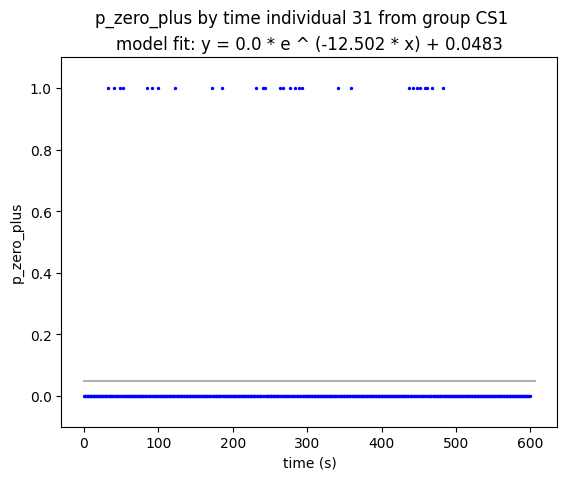 p_zero_plus by time individual 31 from group CS1
model fit: y = 0.0 * e ^ (-12.502 * x) + 0.0483
1.0
0.8
0.6
0.4
0.2
0.0
p_zero_plus
0 100 200 300 400 500 600
time (s)